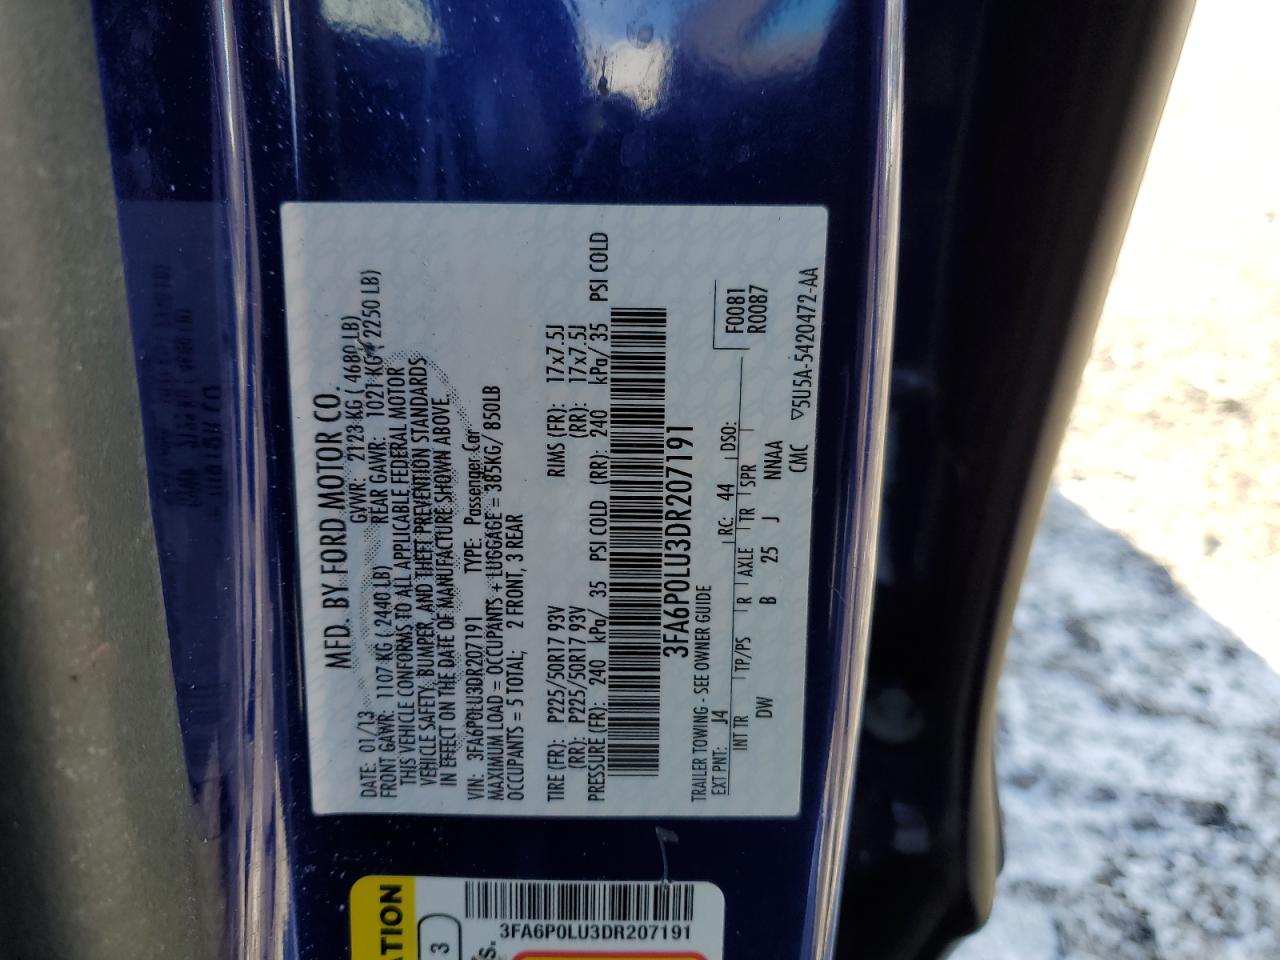 MFD. BY FORD MOTOR CO.
DATE: 01/13 GVWR: 2123 KG ( 4680 LB)
FRONT GAWR: 1107 KG ( 2440 LB) REAR GAWR: 1021 KG ( 2250 LB)
THIS VEHICLE CONFORMS TO ALL APPLICABLE FEDERAL MOTOR
VEHICLE SAFETY, BUMPER, AND THEFT PREVENTION STANDARDS
IN EFFECT ON THE DATE OF MANUFACTURE SHOWN ABOVE.
VIN: 3FA6P0LU3DR207191 TYPE: Passenger Car
MAXIMUM LOAD = OCCUPANTS + LUGGAGE = 385KG/ 850LB
OCCUPANTS = 5 TOTAL; 2 FRONT, 3 REAR
TIRE (FR): P225/50R17 93V RIMS (FR): 17x7.5J
(RR): P225/50R17 93V (RR): 17x7.5J
PRESSURE (FR): 240 kPa/ 35 PSI COLD (RR): 240 kPa/ 35 PSI COLD
3FA6P0LU3DR207191
TRAILER TOWING - SEE OWNER GUIDE
EXT PNT: J4 RC: 44 DSO: F0081
R0087
INT TR TP/PS R AXLE TR SPR
DW B 25 J NNAA
CMC ▽5U5A-5420472-AA
ATION
3
3FA6P0LU3DR207191